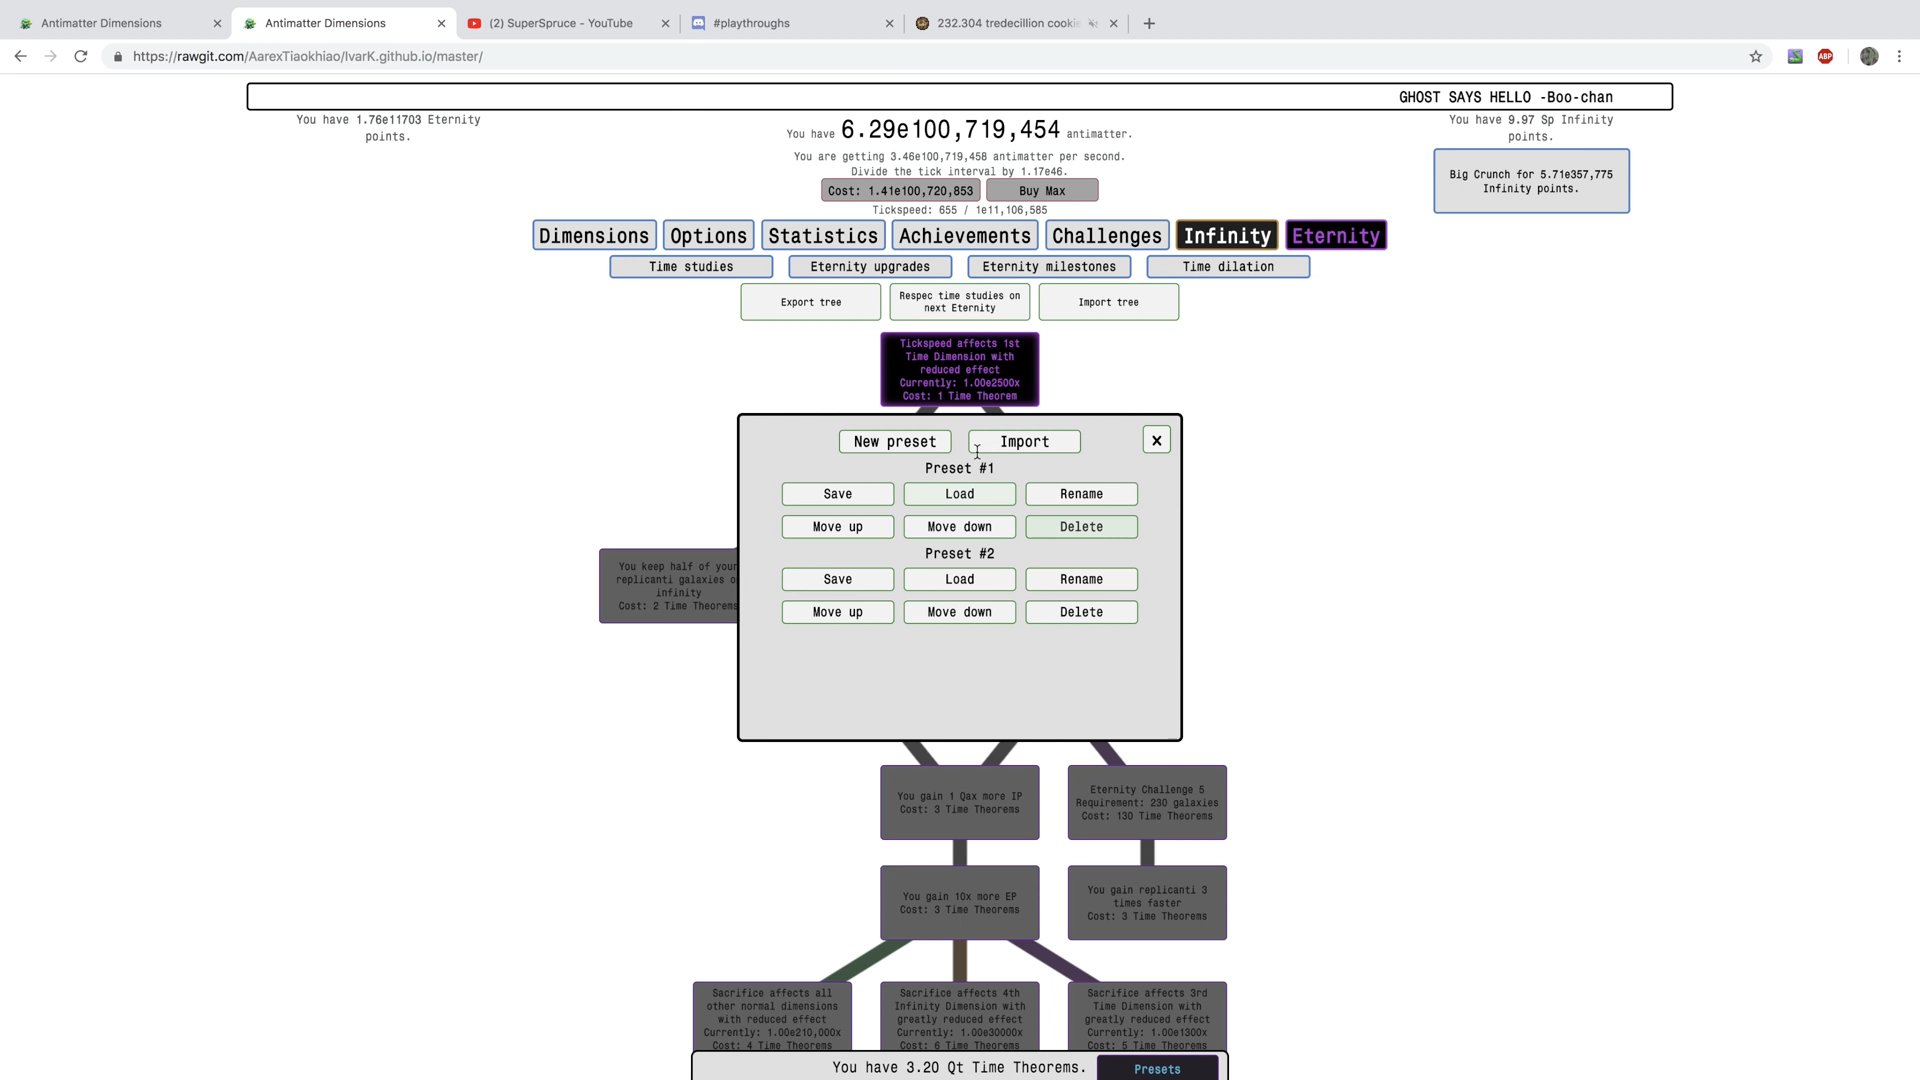 Antimatter Dimensions
Antimatter Dimensions
(2) SuperSpruce - YouTube
#playthroughs
232.304 tredecillion cooki
https://rawgit.com/AarexTiaokhiao/IvarK.github.io/master/
ABP
GHOST SAYS HELLO -Boo-chan
You have 1.76e11703 Eternity
points.
You have 6.29e100,719,454 antimatter.
You have 9.97 Sp Infinity
points.
You are getting 3.46e100,719,458 antimatter per second.
Divide the tick interval by 1.17e46.
Cost: 1.41e100,720,853
Buy Max
Big Crunch for 5.71e357,775
Infinity points.
Tickspeed: 655 / 1e11,106,585
Dimensions
Options
Statistics
Achievements
Challenges
Infinity
Eternity
Time studies
Eternity upgrades
Eternity milestones
Time dilation
Export tree
Respec time studies on
next Eternity
Import tree
Tickspeed affects 1st
Time Dimension with
reduced effect
Currently: 1.00e2500x
Cost: 1 Time Theorem
New preset
Import
x
Preset #1
Save
Load
Rename
Move up
Move down
Delete
Preset #2
Save
Load
Rename
Move up
Move down
Delete
You keep half of your
replicanti galaxies o
infinity
Cost: 2 Time Theorems
You gain 1 Qax more IP
Cost: 3 Time Theorems
Eternity Challenge 5
Requirement: 230 galaxies
Cost: 130 Time Theorems
You gain 10x more EP
Cost: 3 Time Theorems
You gain replicanti 3
times faster
Cost: 3 Time Theorems
Sacrifice affects all
other normal dimensions
with reduced effect
Currently: 1.00e210,000x
Cost: 4 Time Theorems
Sacrifice affects 4th
Infinity Dimension with
greatly reduced effect
Currently: 1.00e30000x
Cost: 6 Time Theorems
Sacrifice affects 3rd
Time Dimension with
greatly reduced effect
Currently: 1.00e1300x
Cost: 5 Time Theorems
You have 3.20 Qt Time Theorems.
Presets